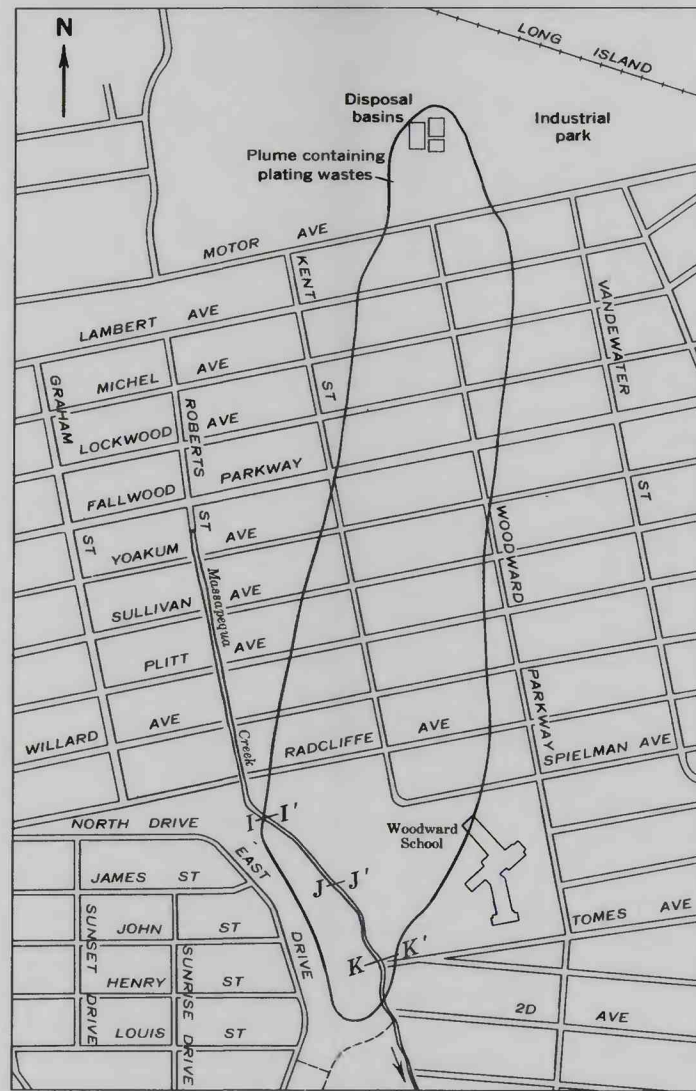 N
LONG ISLAND
Disposal
basins
Industrial
park
Plume containing
plating wastes
MOTOR AVE
KENT
ST
VANDEWATER
ST
LAMBERT AVE
GRAHAM
ST
MICHEL AVE
ROBERTS
ST
LOCKWOOD AVE
FALLWOOD PARKWAY
YOAKUM AVE
WOODWARD
PARKWAY
Massapequa
Creek
SULLIVAN AVE
PLITT AVE
WILLARD AVE
RADCLIFFE AVE
SPIELMAN AVE
NORTH DRIVE
I I'
EAST
DRIVE
Woodward
School
JAMES ST
J J'
SUNSET DRIVE
JOHN ST
SUNRISE DRIVE
TOMES AVE
K K'
HENRY ST
2D AVE
LOUIS ST